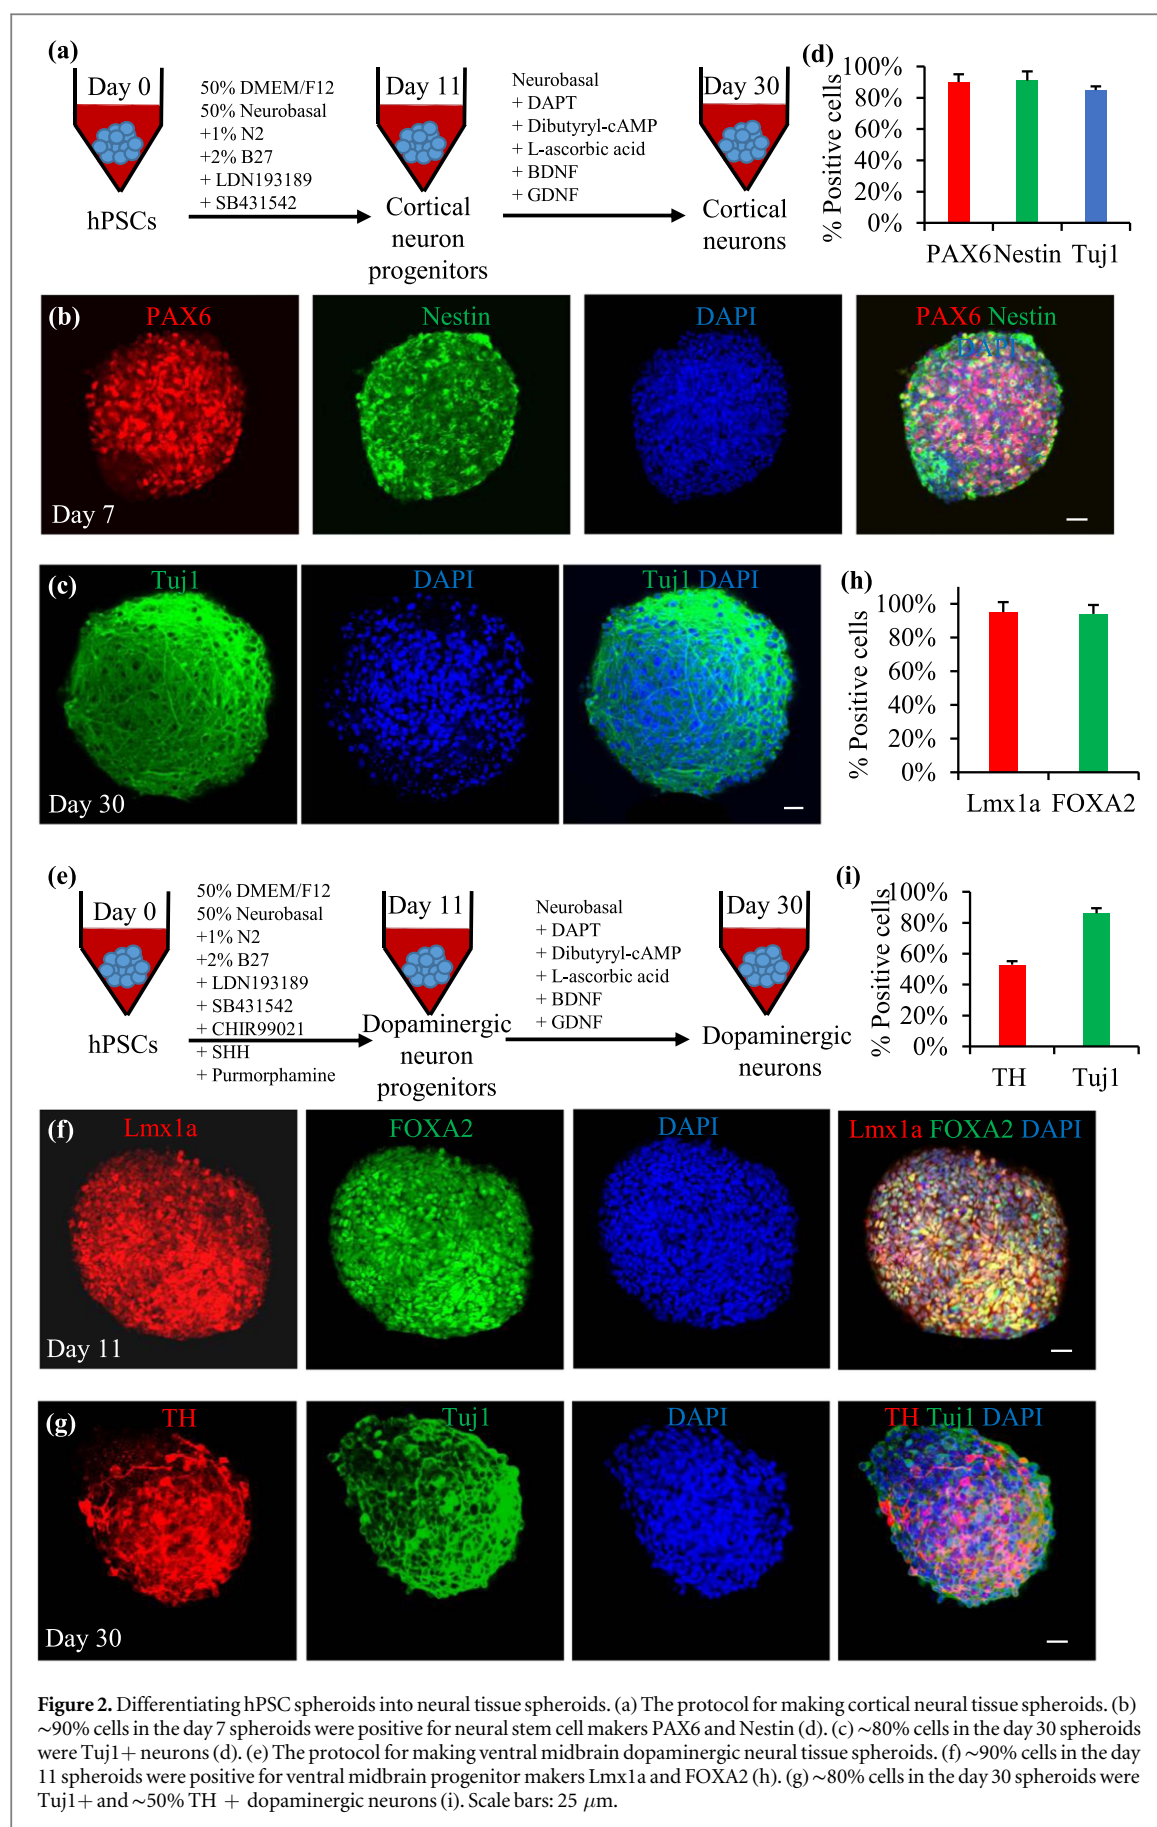 (a)
Day 0
50% DMEM/F12
50% Neurobasal
+1% N2
+2% B27
+ LDN193189
+ SB431542
hPSCs
Day 11
Cortical
neuron
progenitors
Neurobasal
+ DAPT
+ Dibutyryl-cAMP
+ L-ascorbic acid
+ BDNF
+ GDNF
Day 30
Cortical
neurons
(d)
% Positive cells
100%
80%
60%
40%
20%
0%
PAX6 Nestin Tuj1
(b)
PAX6
Nestin
DAPI
PAX6 Nestin
DAPI
Day 7
(c)
Tuj1
DAPI
Tuj1 DAPI
Day 30
(h)
% Positive cells
100%
80%
60%
40%
20%
0%
Lmx1a FOXA2
(e)
Day 0
50% DMEM/F12
50% Neurobasal
+1% N2
+2% B27
+ LDN193189
+ SB431542
+ CHIR99021
+ SHH
+ Purmorphamine
hPSCs
Day 11
Dopaminergic
neuron
progenitors
Neurobasal
+ DAPT
+ Dibutyryl-cAMP
+ L-ascorbic acid
+ BDNF
+ GDNF
Day 30
Dopaminergic
neurons
(i)
% Positive cells
100%
80%
60%
40%
20%
0%
TH Tuj1
(f)
Lmx1a
FOXA2
DAPI
Lmx1a FOXA2 DAPI
Day 11
(g)
TH
Tuj1
DAPI
TH Tuj1 DAPI
Day 30
Figure 2. Differentiating hPSC spheroids into neural tissue spheroids. (a) The protocol for making cortical neural tissue spheroids. (b)
~90% cells in the day 7 spheroids were positive for neural stem cell makers PAX6 and Nestin (d). (c) ~80% cells in the day 30 spheroids
were Tuj1+ neurons (d). (e) The protocol for making ventral midbrain dopaminergic neural tissue spheroids. (f) ~90% cells in the day
11 spheroids were positive for ventral midbrain progenitor makers Lmx1a and FOXA2 (h). (g) ~80% cells in the day 30 spheroids were
Tuj1+ and ~50% TH + dopaminergic neurons (i). Scale bars: 25 μm.